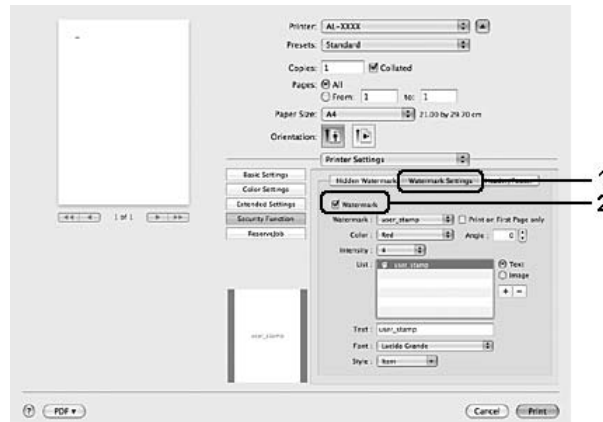 Printer: AL-XXXX
Presets: Standard
Copies: 1 Collated
Pages: All
From: 1 to: 1
Paper Size: A4 21.00 by 29.70 cm
Orientation:
Printer Settings
Basic Settings
Color Settings
Extended Settings
Security Function
ReserveJob
Hidden Watermark Watermark Settings Header/Footer
1
Watermark
2
Watermark : user_stamp Print on First Page only
Color : Red Angle : 0
Intensity : 4
List : user_stamp Text
Image
+ -
1 of 1
user_stamp
Text : user_stamp
Font : Lucida Grande
Style :
? PDF Cancel Print